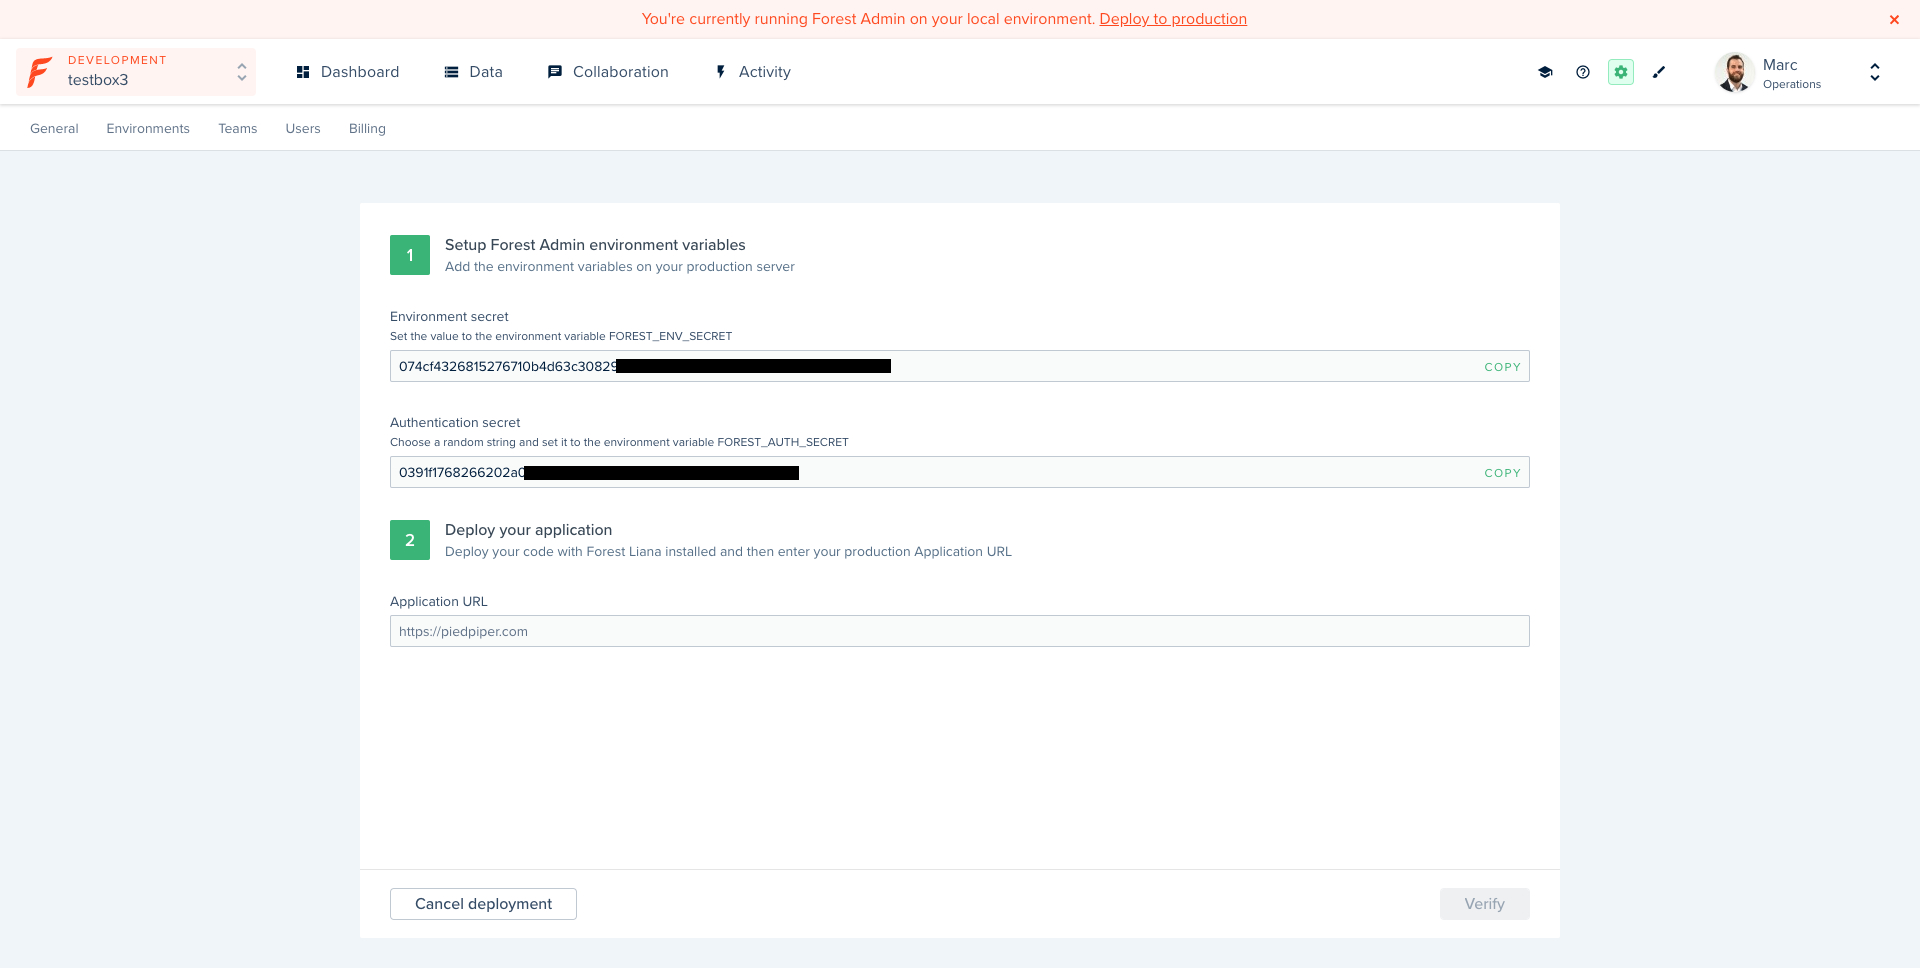 You're currently running Forest Admin on your local environment. Deploy to production
DEVELOPMENT
testbox3
Dashboard
Data
Collaboration
Activity
Marc
Operations
General
Environments
Teams
Users
Billing
1
Setup Forest Admin environment variables
Add the environment variables on your production server
Environment secret
Set the value to the environment variable FOREST_ENV_SECRET
074cf4326815276710b4d63c30829
COPY
Authentication secret
Choose a random string and set it to the environment variable FOREST_AUTH_SECRET
0391f1768266202a0
COPY
2
Deploy your application
Deploy your code with Forest Liana installed and then enter your production Application URL
Application URL
https://piedpiper.com
Cancel deployment
Verify